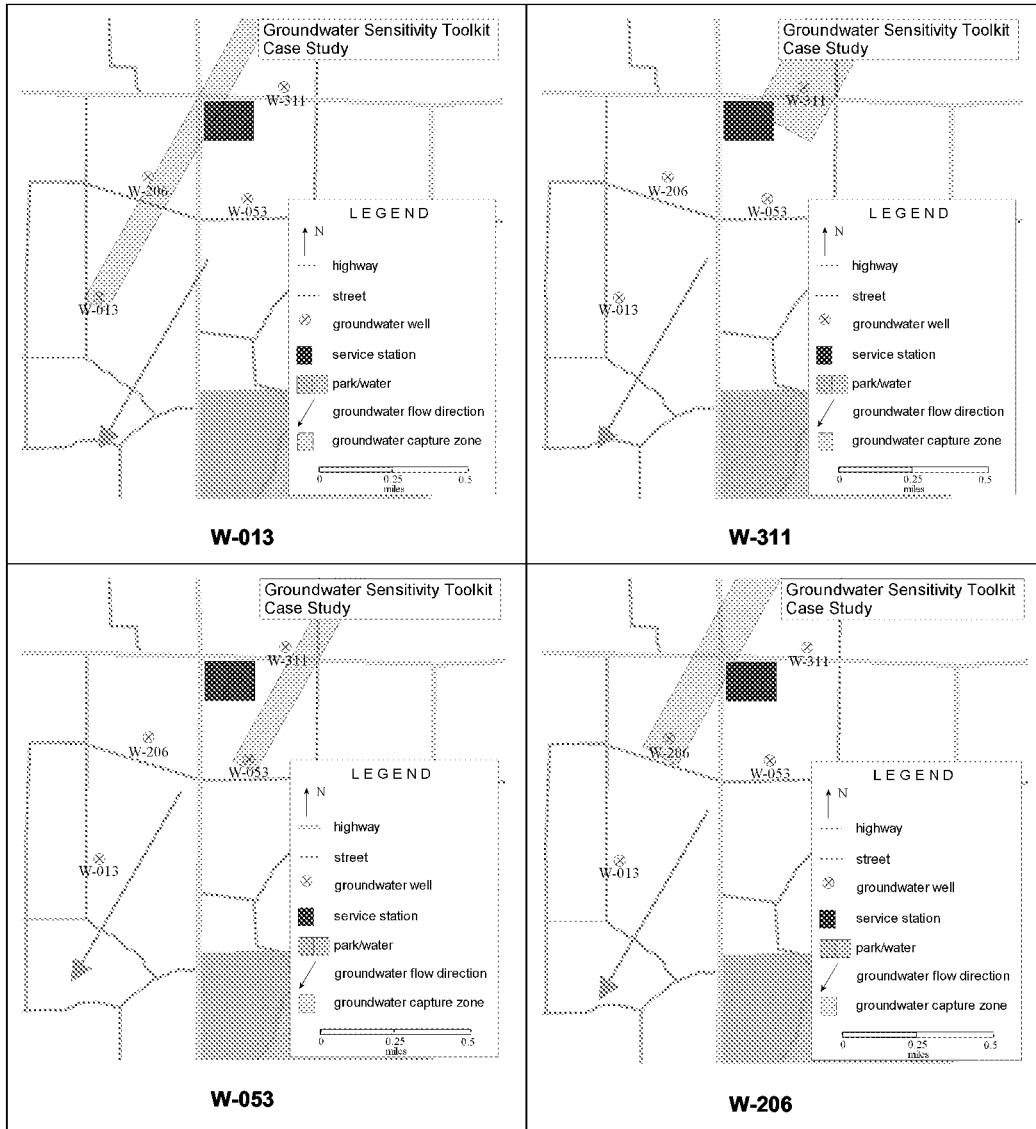 Groundwater Sensitivity Toolkit
Case Study
W-311
W-206
W-053
W-013
LEGEND
N
highway
street
groundwater well
service station
park/water
groundwater flow direction
groundwater capture zone
0 0.25 0.5
miles
W-013
Groundwater Sensitivity Toolkit
Case Study
W-311
W-206
W-053
W-013
LEGEND
N
highway
street
groundwater well
service station
park/water
groundwater flow direction
groundwater capture zone
0 0.25 0.5
miles
W-311
Groundwater Sensitivity Toolkit
Case Study
W-311
W-206
W-053
W-013
LEGEND
N
highway
street
groundwater well
service station
park/water
groundwater flow direction
groundwater capture zone
0 0.25 0.5
miles
W-053
Groundwater Sensitivity Toolkit
Case Study
W-311
W-206
W-053
W-013
LEGEND
N
highway
street
groundwater well
service station
park/water
groundwater flow direction
groundwater capture zone
0 0.25 0.5
miles
W-206